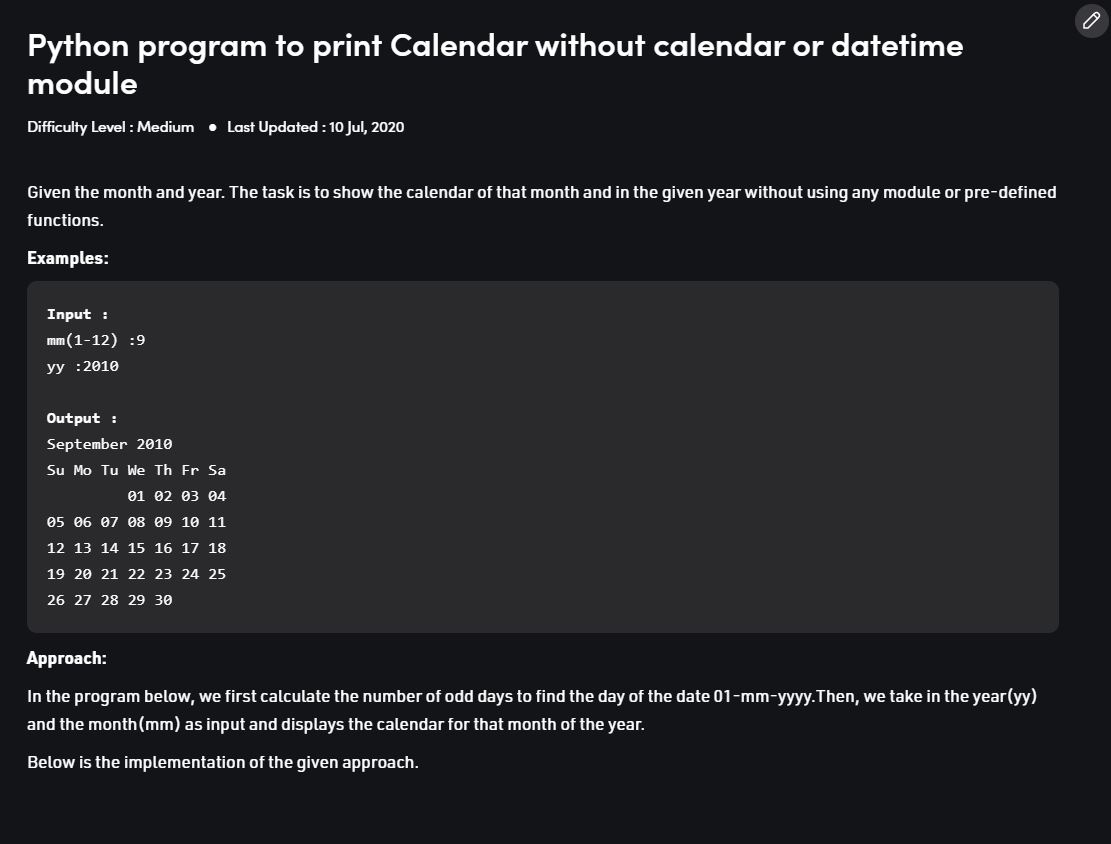 Python program to print Calendar without calendar or datetime
module
Difficulty Level : Medium ● Last Updated : 10 Jul, 2020
Given the month and year. The task is to show the calendar of that month and in the given year without using any module or pre-defined
functions.
Examples:
Input :
mm(1-12) :9
yy :2010
Output :
September 2010
Su Mo Tu We Th Fr Sa
01 02 03 04
05 06 07 08 09 10 11
12 13 14 15 16 17 18
19 20 21 22 23 24 25
26 27 28 29 30
Approach:
In the program below, we first calculate the number of odd days to find the day of the date 01-mm-yyyy.Then, we take in the year(yy)
and the month(mm) as input and displays the calendar for that month of the year.
Below is the implementation of the given approach.